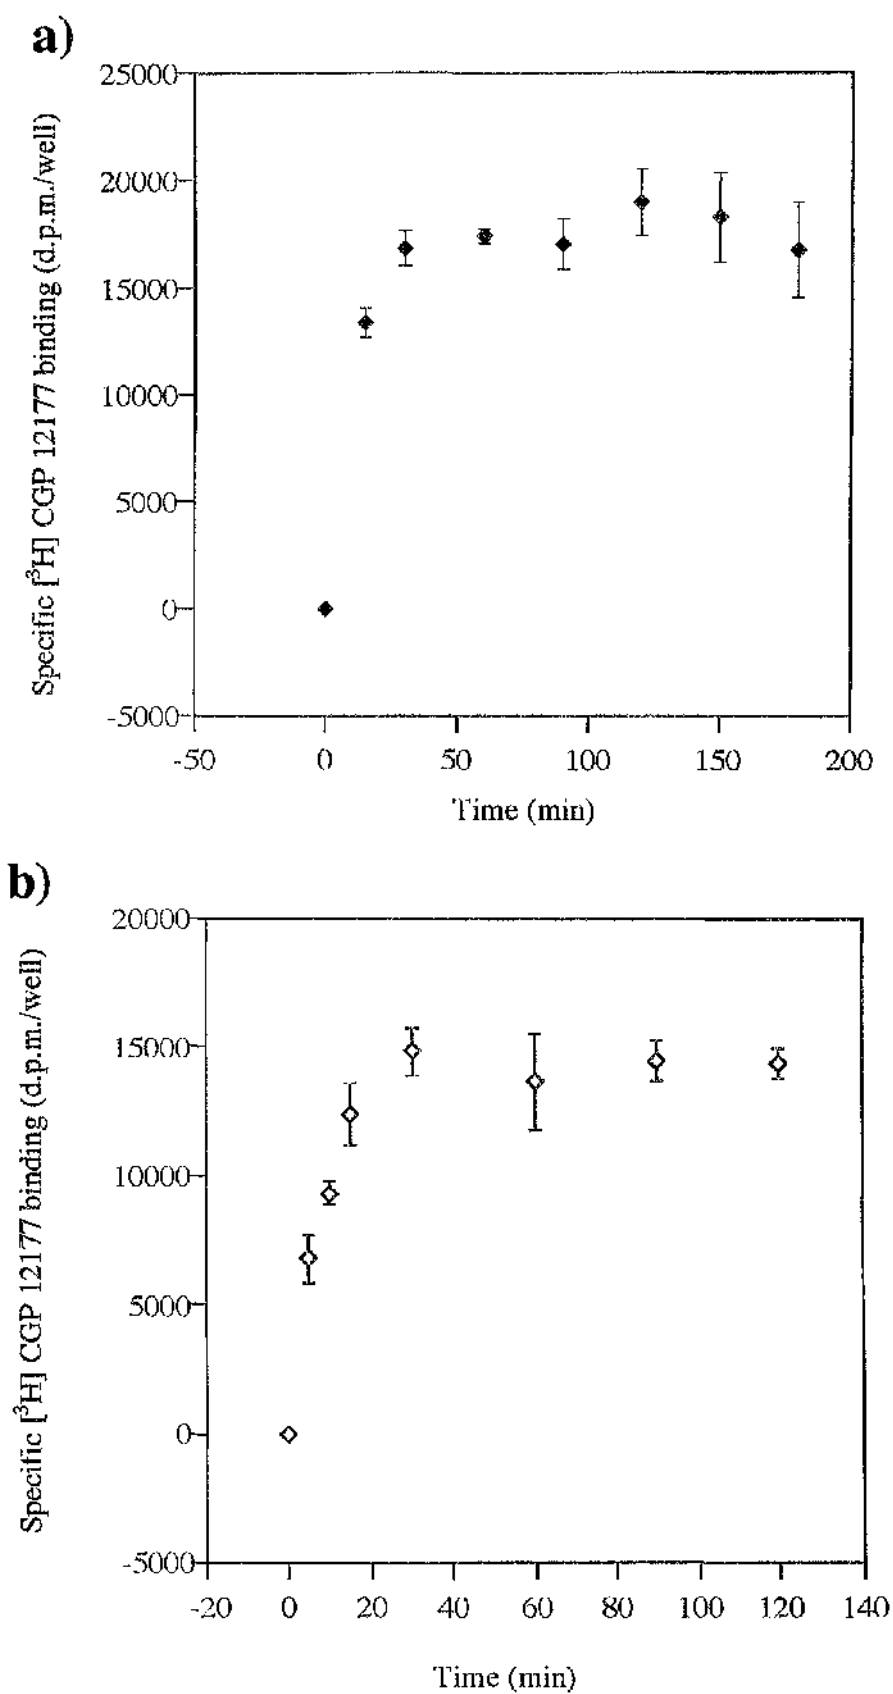 a)
25000
20000
15000
10000
5000
0
-5000
Specific [³H] CGP 12177 binding (d.p.m./well)
-50 0 50 100 150 200
Time (min)
b)
20000
15000
10000
5000
0
-5000
Specific [³H] CGP 12177 binding (d.p.m./well)
-20 0 20 40 60 80 100 120 140
Time (min)